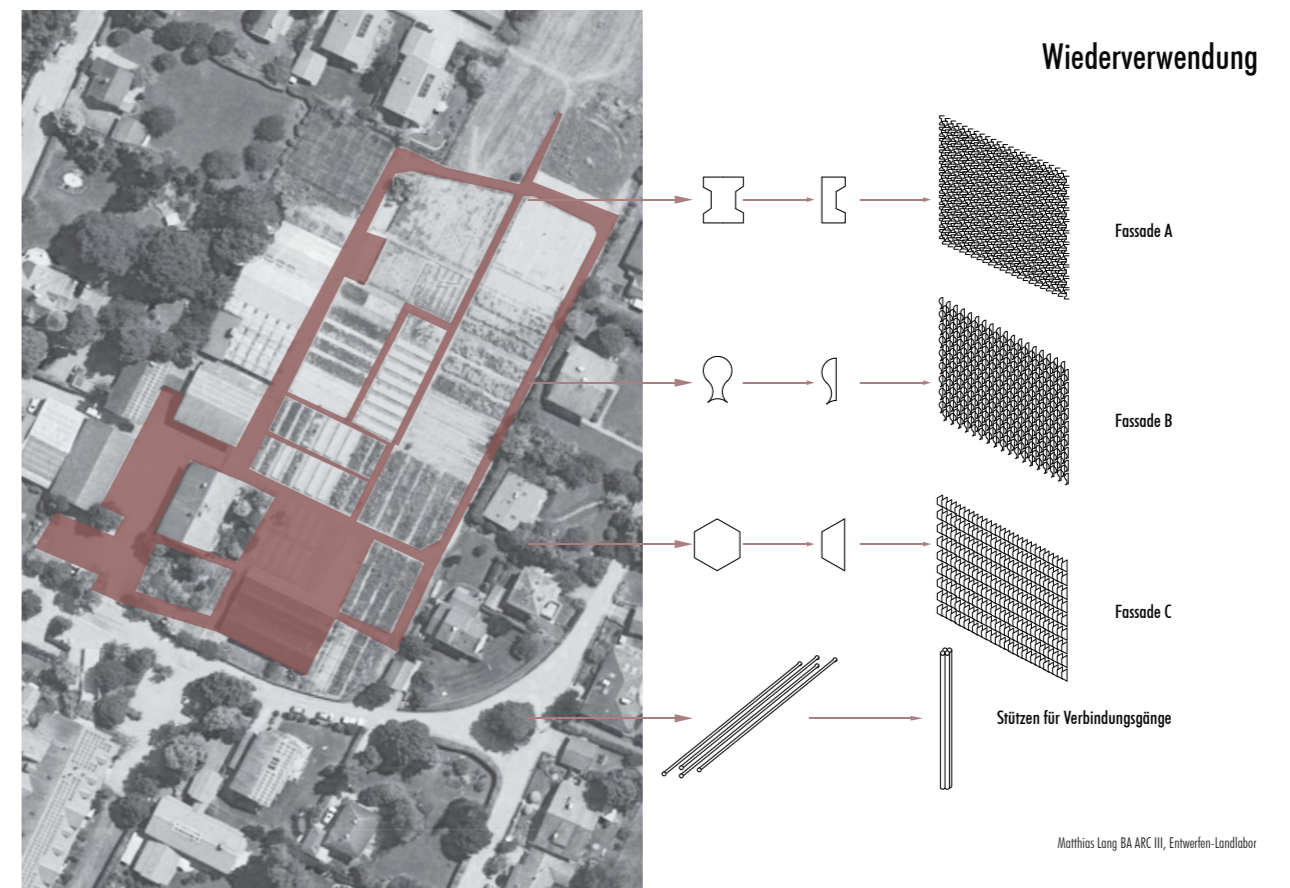 Wiederverwendung
Fassade A
Fassade B
Fassade C
Stützen für Verbindungsgänge
Matthias Lang BA ARC III, Entwerfen-Landlabor